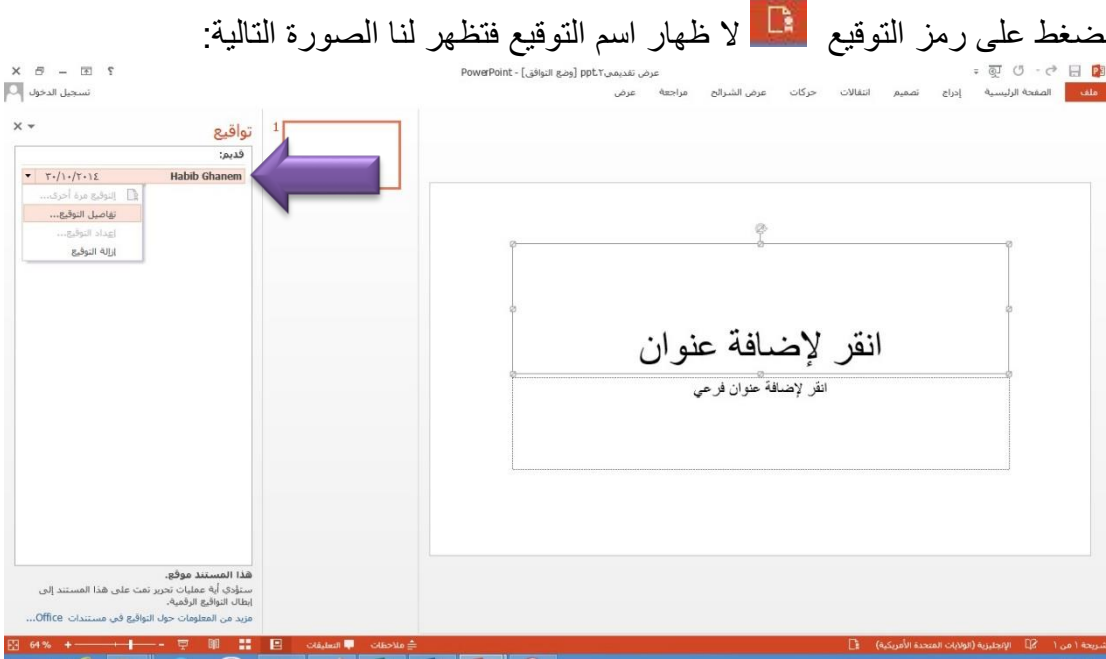 ضغط على رمز التوقيع لا ظهار اسم التوقيع فتظهر لنا الصورة التالية:
عرض تقديمي٢.ppt [وضع التوافق] - PowerPoint
ملف الصفحة الرئيسية إدراج تصميم انتقالات حركات عرض الشرائح مراجعة عرض
تسجيل الدخول
1
تواقيع
قديم:
Habib Ghanem ٣٠/١٠/٢٠١٤
التوقيع مرة أخرى...
تفاصيل التوقيع...
إعداد التوقيع...
إزالة التوقيع
انقر لإضافة عنوان
انقر لإضافة عنوان فرعي
هذا المستند موقع.
ستؤدي أية عمليات تحرير تمت على هذا المستند إلى
إبطال التواقيع الرقمية.
مزيد من المعلومات حول التواقيع في مستندات Office...
شريحة ١ من ١ الإنجليزية (الولايات المتحدة الأمريكية) ملاحظات التعليقات 64 %